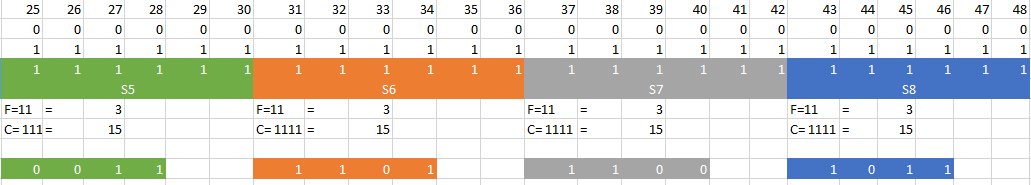 25 26 27 28 29 30 31 32 33 34 35 36 37 38 39 40 41 42 43 44 45 46 47 48
0 0 0 0 0 0 0 0 0 0 0 0 0 0 0 0 0 0 0 0 0 0 0 0
1 1 1 1 1 1 1 1 1 1 1 1 1 1 1 1 1 1 1 1 1 1 1 1
1 1 1 1 1 1 1 1 1 1 1 1 1 1 1 1 1 1 1 1 1 1 1 1
S5 S6 S7 S8
F=11 = 3 F=11 = 3 F=11 = 3 F=11 = 3
C= 111 = 15 C= 1111 = 15 C= 1111 = 15 C= 1111 = 15
0 0 1 1 1 1 0 1 1 1 0 0 1 0 1 1